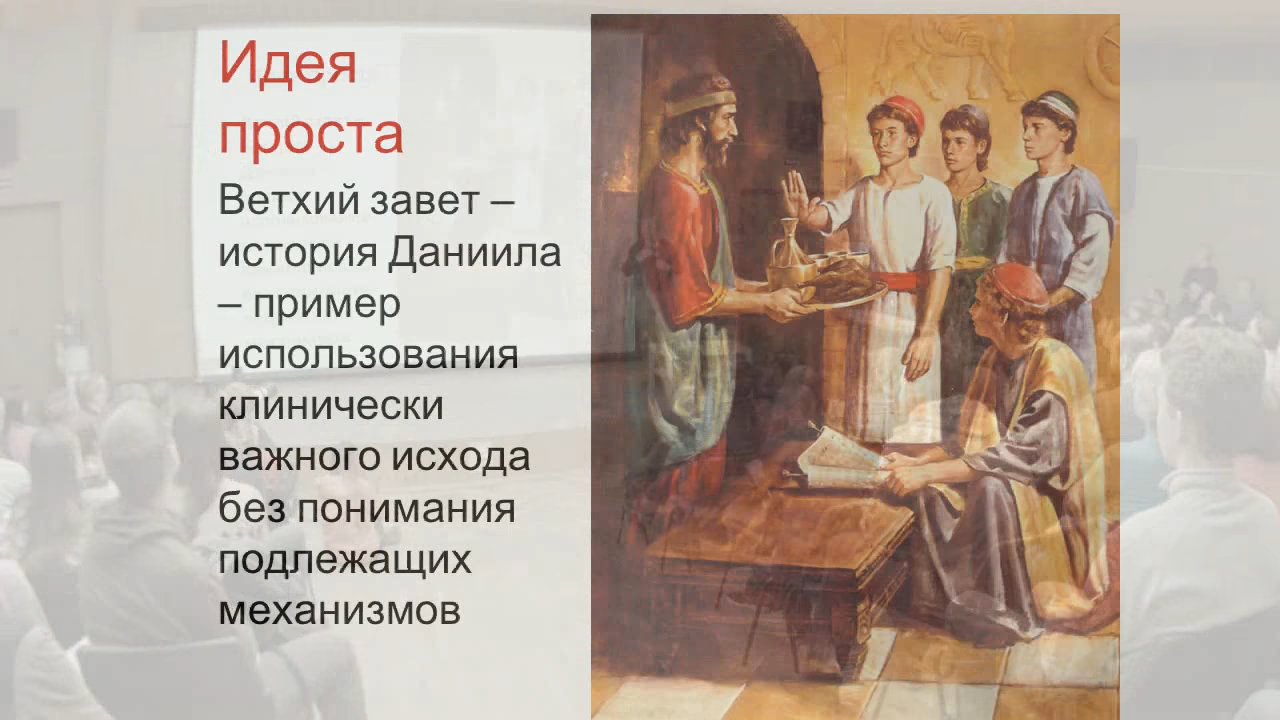 Идея
проста
Ветхий завет –
история Даниила
– пример
использования
клинически
важного исхода
без понимания
подлежащих
механизмов